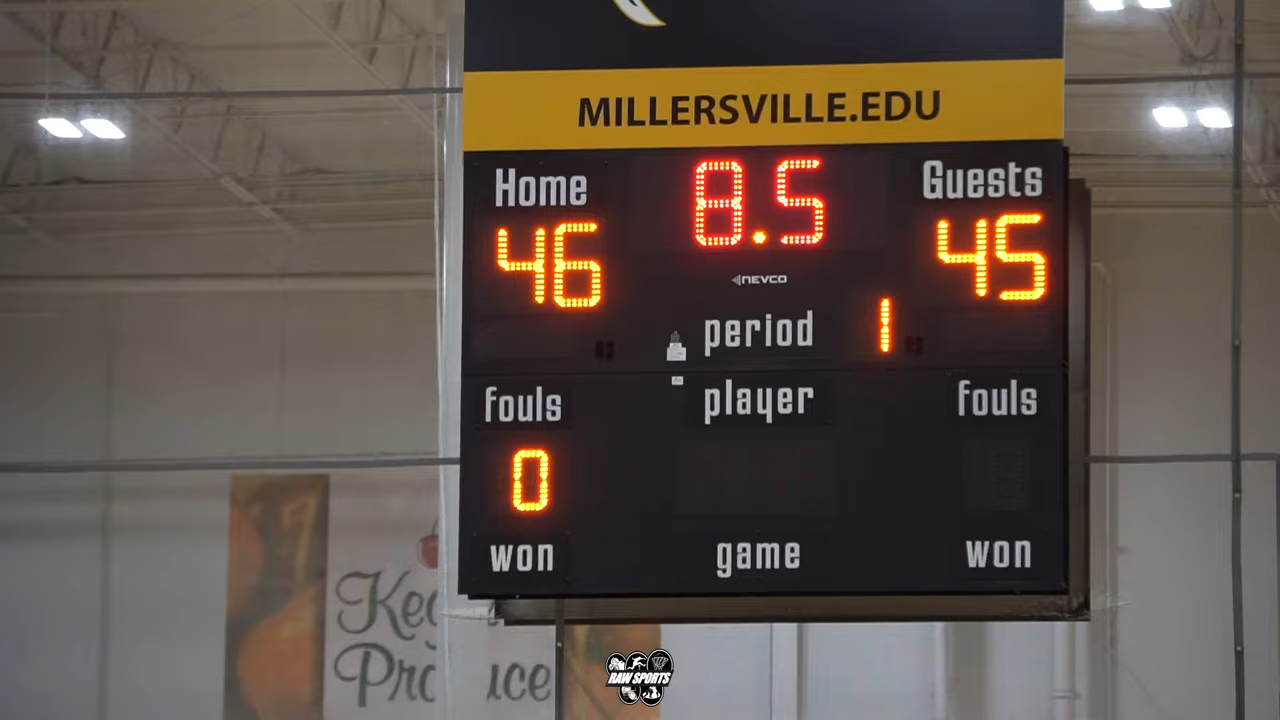 MILLERSVILLE.EDU
Home 8.5 Guests
46 45
NEVCO
period 1
fouls player fouls
0
won game won
Produce
RAW SPORTS